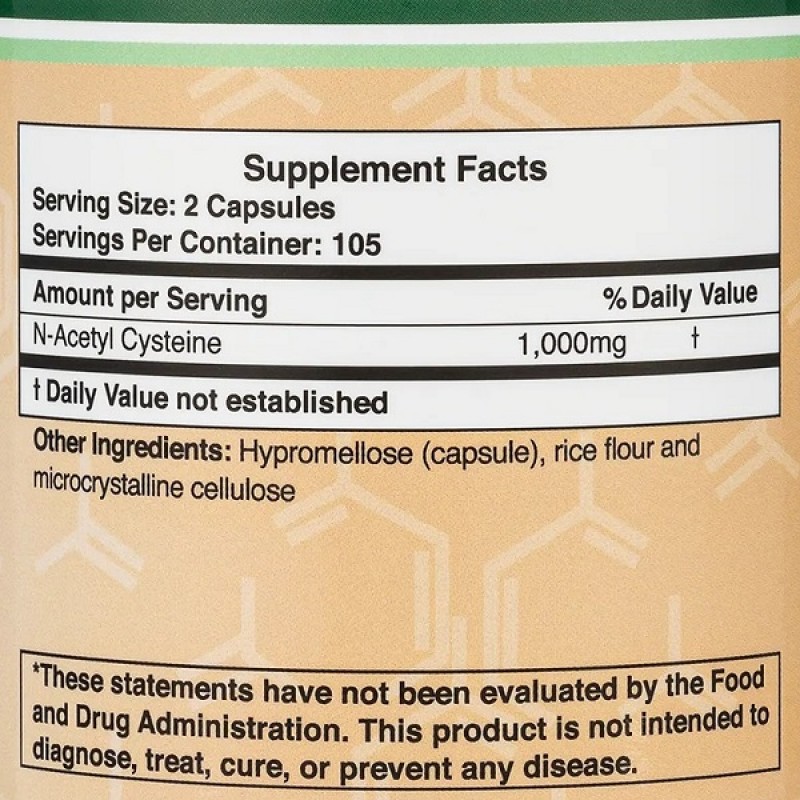 Supplement Facts
Serving Size: 2 Capsules
Servings Per Container: 105
Amount per Serving % Daily Value
N-Acetyl Cysteine 1,000mg †
† Daily Value not established
Other Ingredients: Hypromellose (capsule), rice flour and
microcrystalline cellulose
*These statements have not been evaluated by the Food
and Drug Administration. This product is not intended to
diagnose, treat, cure, or prevent any disease.